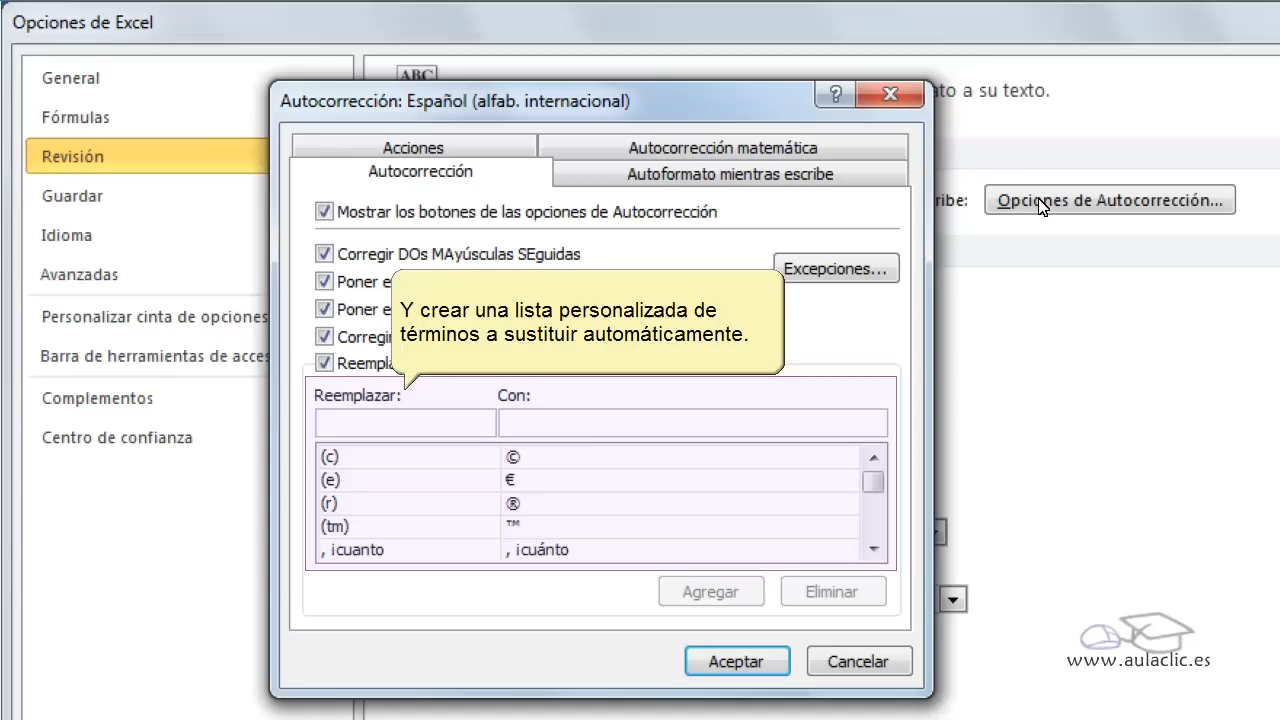 Opciones de Excel
General
Fórmulas
Revisión
Guardar
Idioma
Avanzadas
Personalizar cinta de opciones
Barra de herramientas de acce
Complementos
Centro de confianza
ABC
to a su texto.
ribe:
Opciones de Autocorrección...
Autocorrección: Español (alfab. internacional)
Acciones
Autocorrección matemática
Autocorrección
Autoformato mientras escribe
Mostrar los botones de las opciones de Autocorrección
Corregir DOs MAyúsculas SEguidas
Excepciones...
Poner e
Poner e
Corregir
Reempla
Y crear una lista personalizada de
términos a sustituir automáticamente.
Reemplazar: Con:
(c) ©
(e) €
(r) ®
(tm) ™
, icuanto , icuánto
Agregar Eliminar
Aceptar Cancelar
www.aulaclic.es